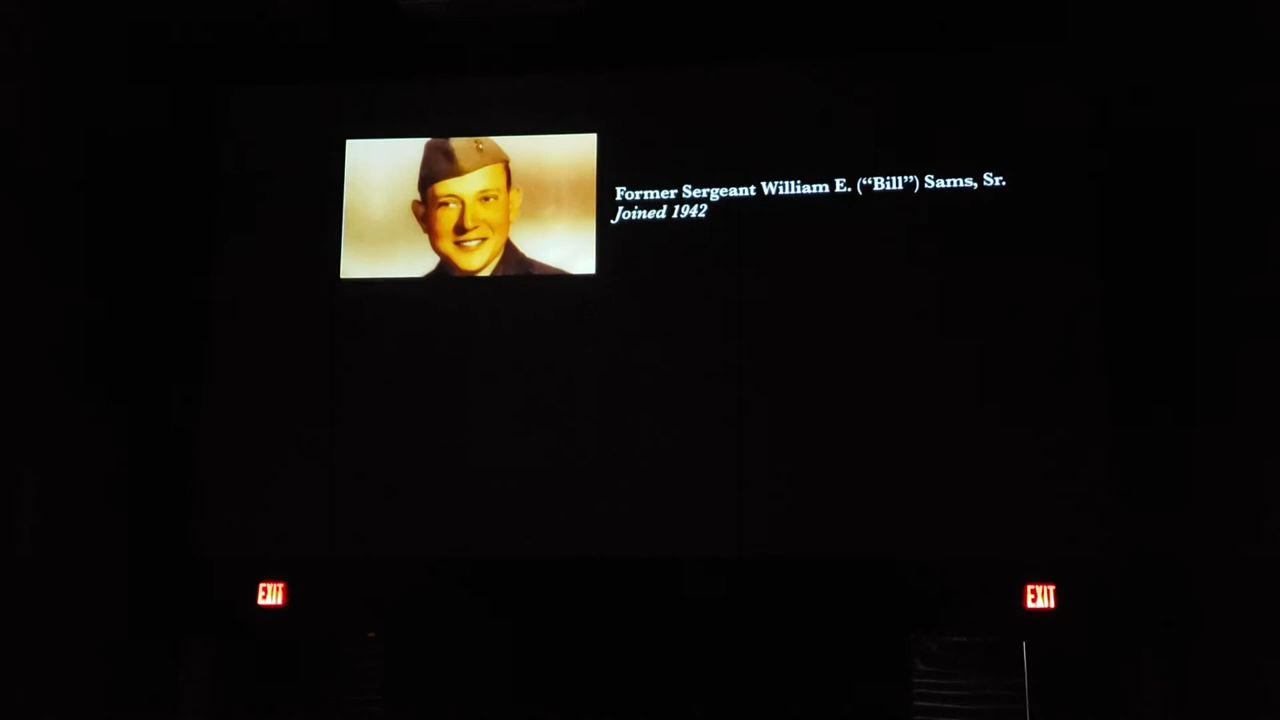 Former Sergeant William E. (“Bill”) Sams, Sr.
Joined 1942
EXIT
EXIT